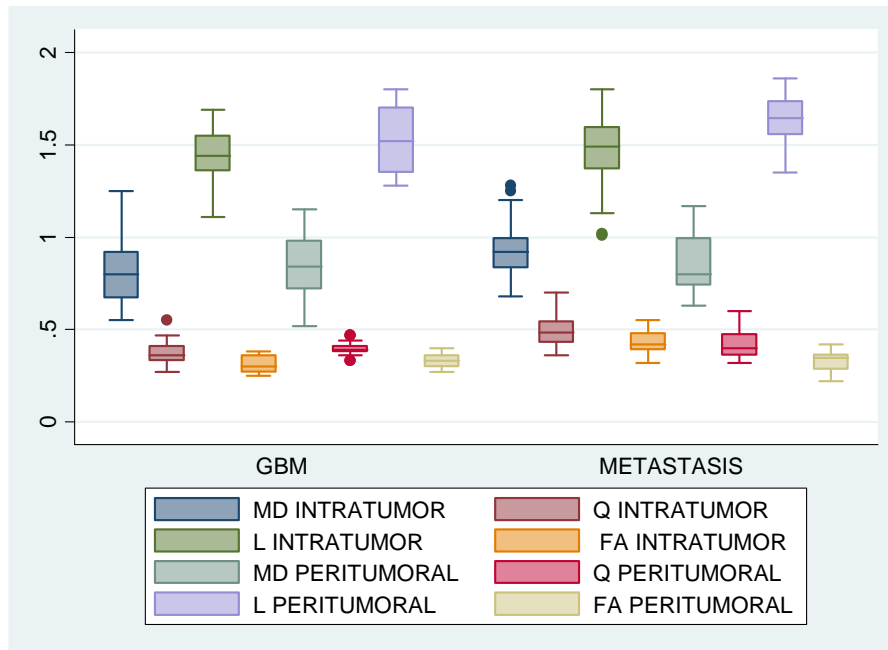 2
1.5
1
.5
0
GBM METASTASIS
MD INTRATUMOR Q INTRATUMOR
L INTRATUMOR FA INTRATUMOR
MD PERITUMORAL Q PERITUMORAL
L PERITUMORAL FA PERITUMORAL